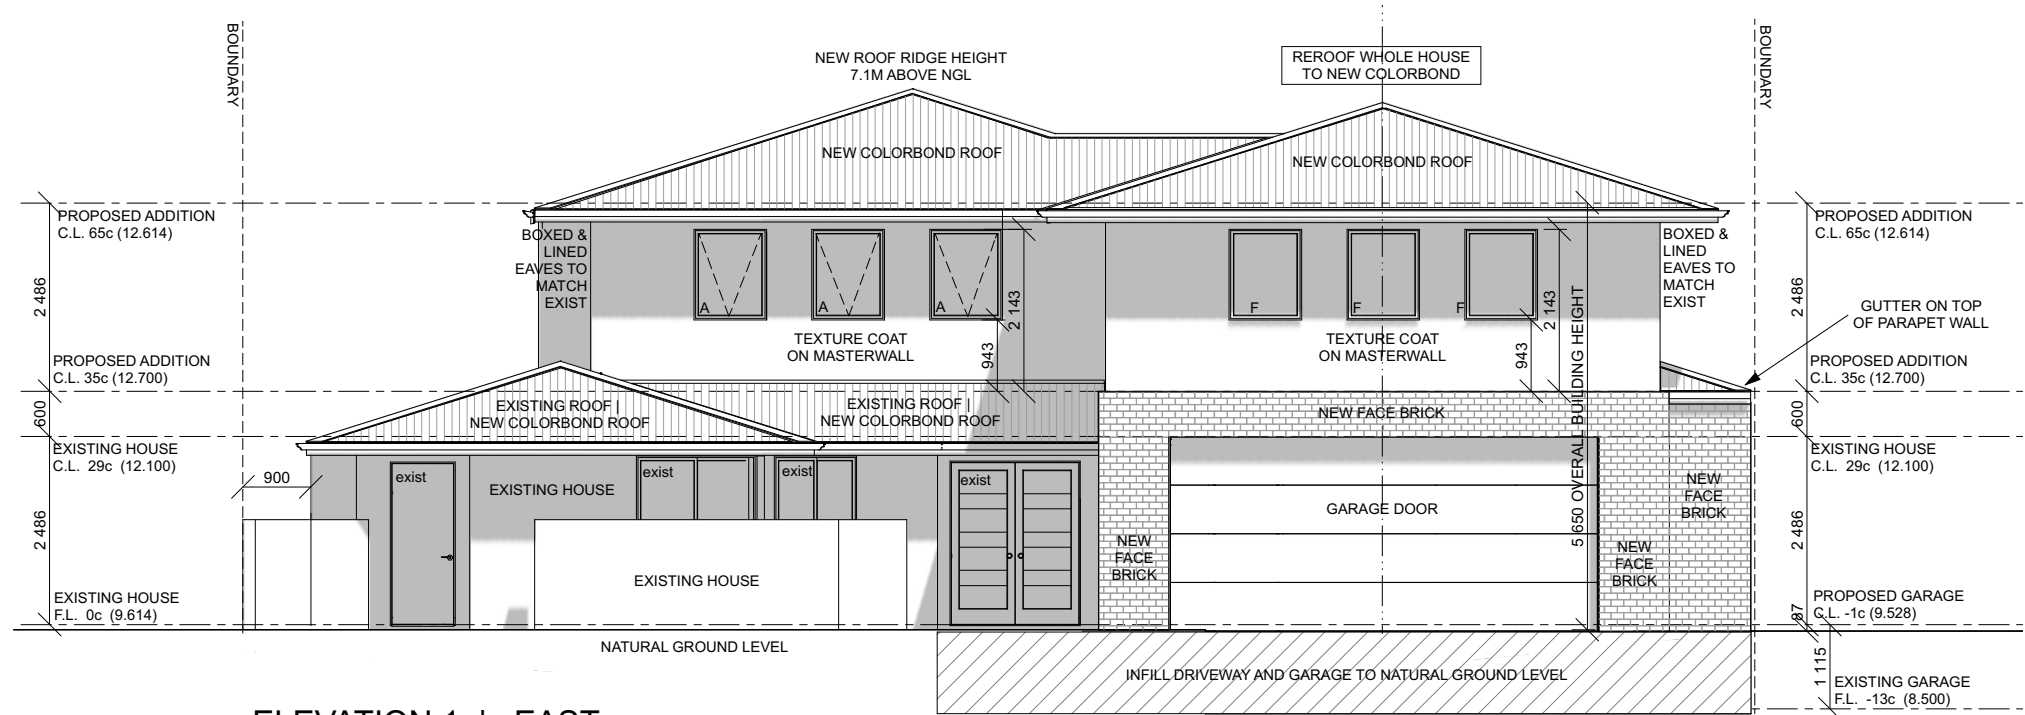 BOUNDARY
NEW ROOF RIDGE HEIGHT
7.1M ABOVE NGL
REROOF WHOLE HOUSE
TO NEW COLORBOND
BOUNDARY
NEW COLORBOND ROOF
NEW COLORBOND ROOF
PROPOSED ADDITION
C.L. 65c (12.614)
PROPOSED ADDITION
C.L. 65c (12.614)
BOXED &
LINED
EAVES TO
MATCH
EXIST
BOXED &
LINED
EAVES TO
MATCH
EXIST
2 486
A
A
A
2 143
943
F
F
F
2 143
943
5 650 OVERALL BUILDING HEIGHT
2 486
GUTTER ON TOP
OF PARAPET WALL
TEXTURE COAT
ON MASTERWALL
TEXTURE COAT
ON MASTERWALL
PROPOSED ADDITION
C.L. 35c (12.700)
PROPOSED ADDITION
C.L. 35c (12.700)
600
EXISTING ROOF |
NEW COLORBOND ROOF
EXISTING ROOF |
NEW COLORBOND ROOF
NEW FACE BRICK
600
EXISTING HOUSE
C.L. 29c (12.100)
EXISTING HOUSE
C.L. 29c (12.100)
900
exist
EXISTING HOUSE
exist
exist
exist
NEW
FACE
BRICK
GARAGE DOOR
2 486
2 486
NEW
FACE
BRICK
NEW
FACE
BRICK
EXISTING HOUSE
EXISTING HOUSE
F.L. 0c (9.614)
PROPOSED GARAGE
C.L. -1c (9.528)
87
NATURAL GROUND LEVEL
INFILL DRIVEWAY AND GARAGE TO NATURAL GROUND LEVEL
1 115
EXISTING GARAGE
F.L. -13c (8.500)
ELEVATION 1 | EAST